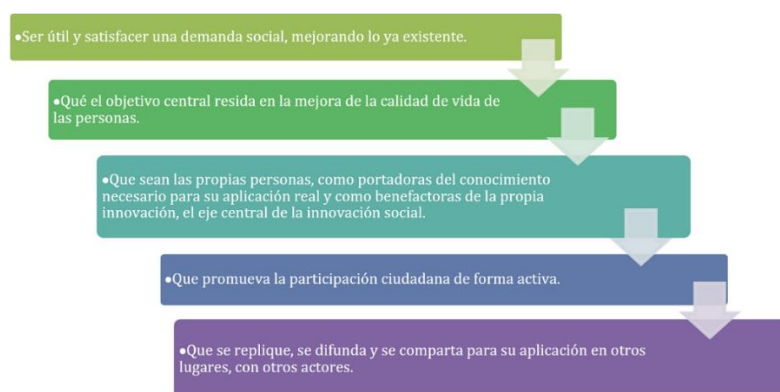 •Ser útil y satisfacer una demanda social, mejorando lo ya existente.
•Qué el objetivo central resida en la mejora de la calidad de vida de
las personas.
•Que sean las propias personas, como portadoras del conocimiento
necesario para su aplicación real y como benefactoras de la propia
innovación, el eje central de la innovación social.
•Que promueva la participación ciudadana de forma activa.
•Que se replique, se difunda y se comparta para su aplicación en otros
lugares, con otros actores.